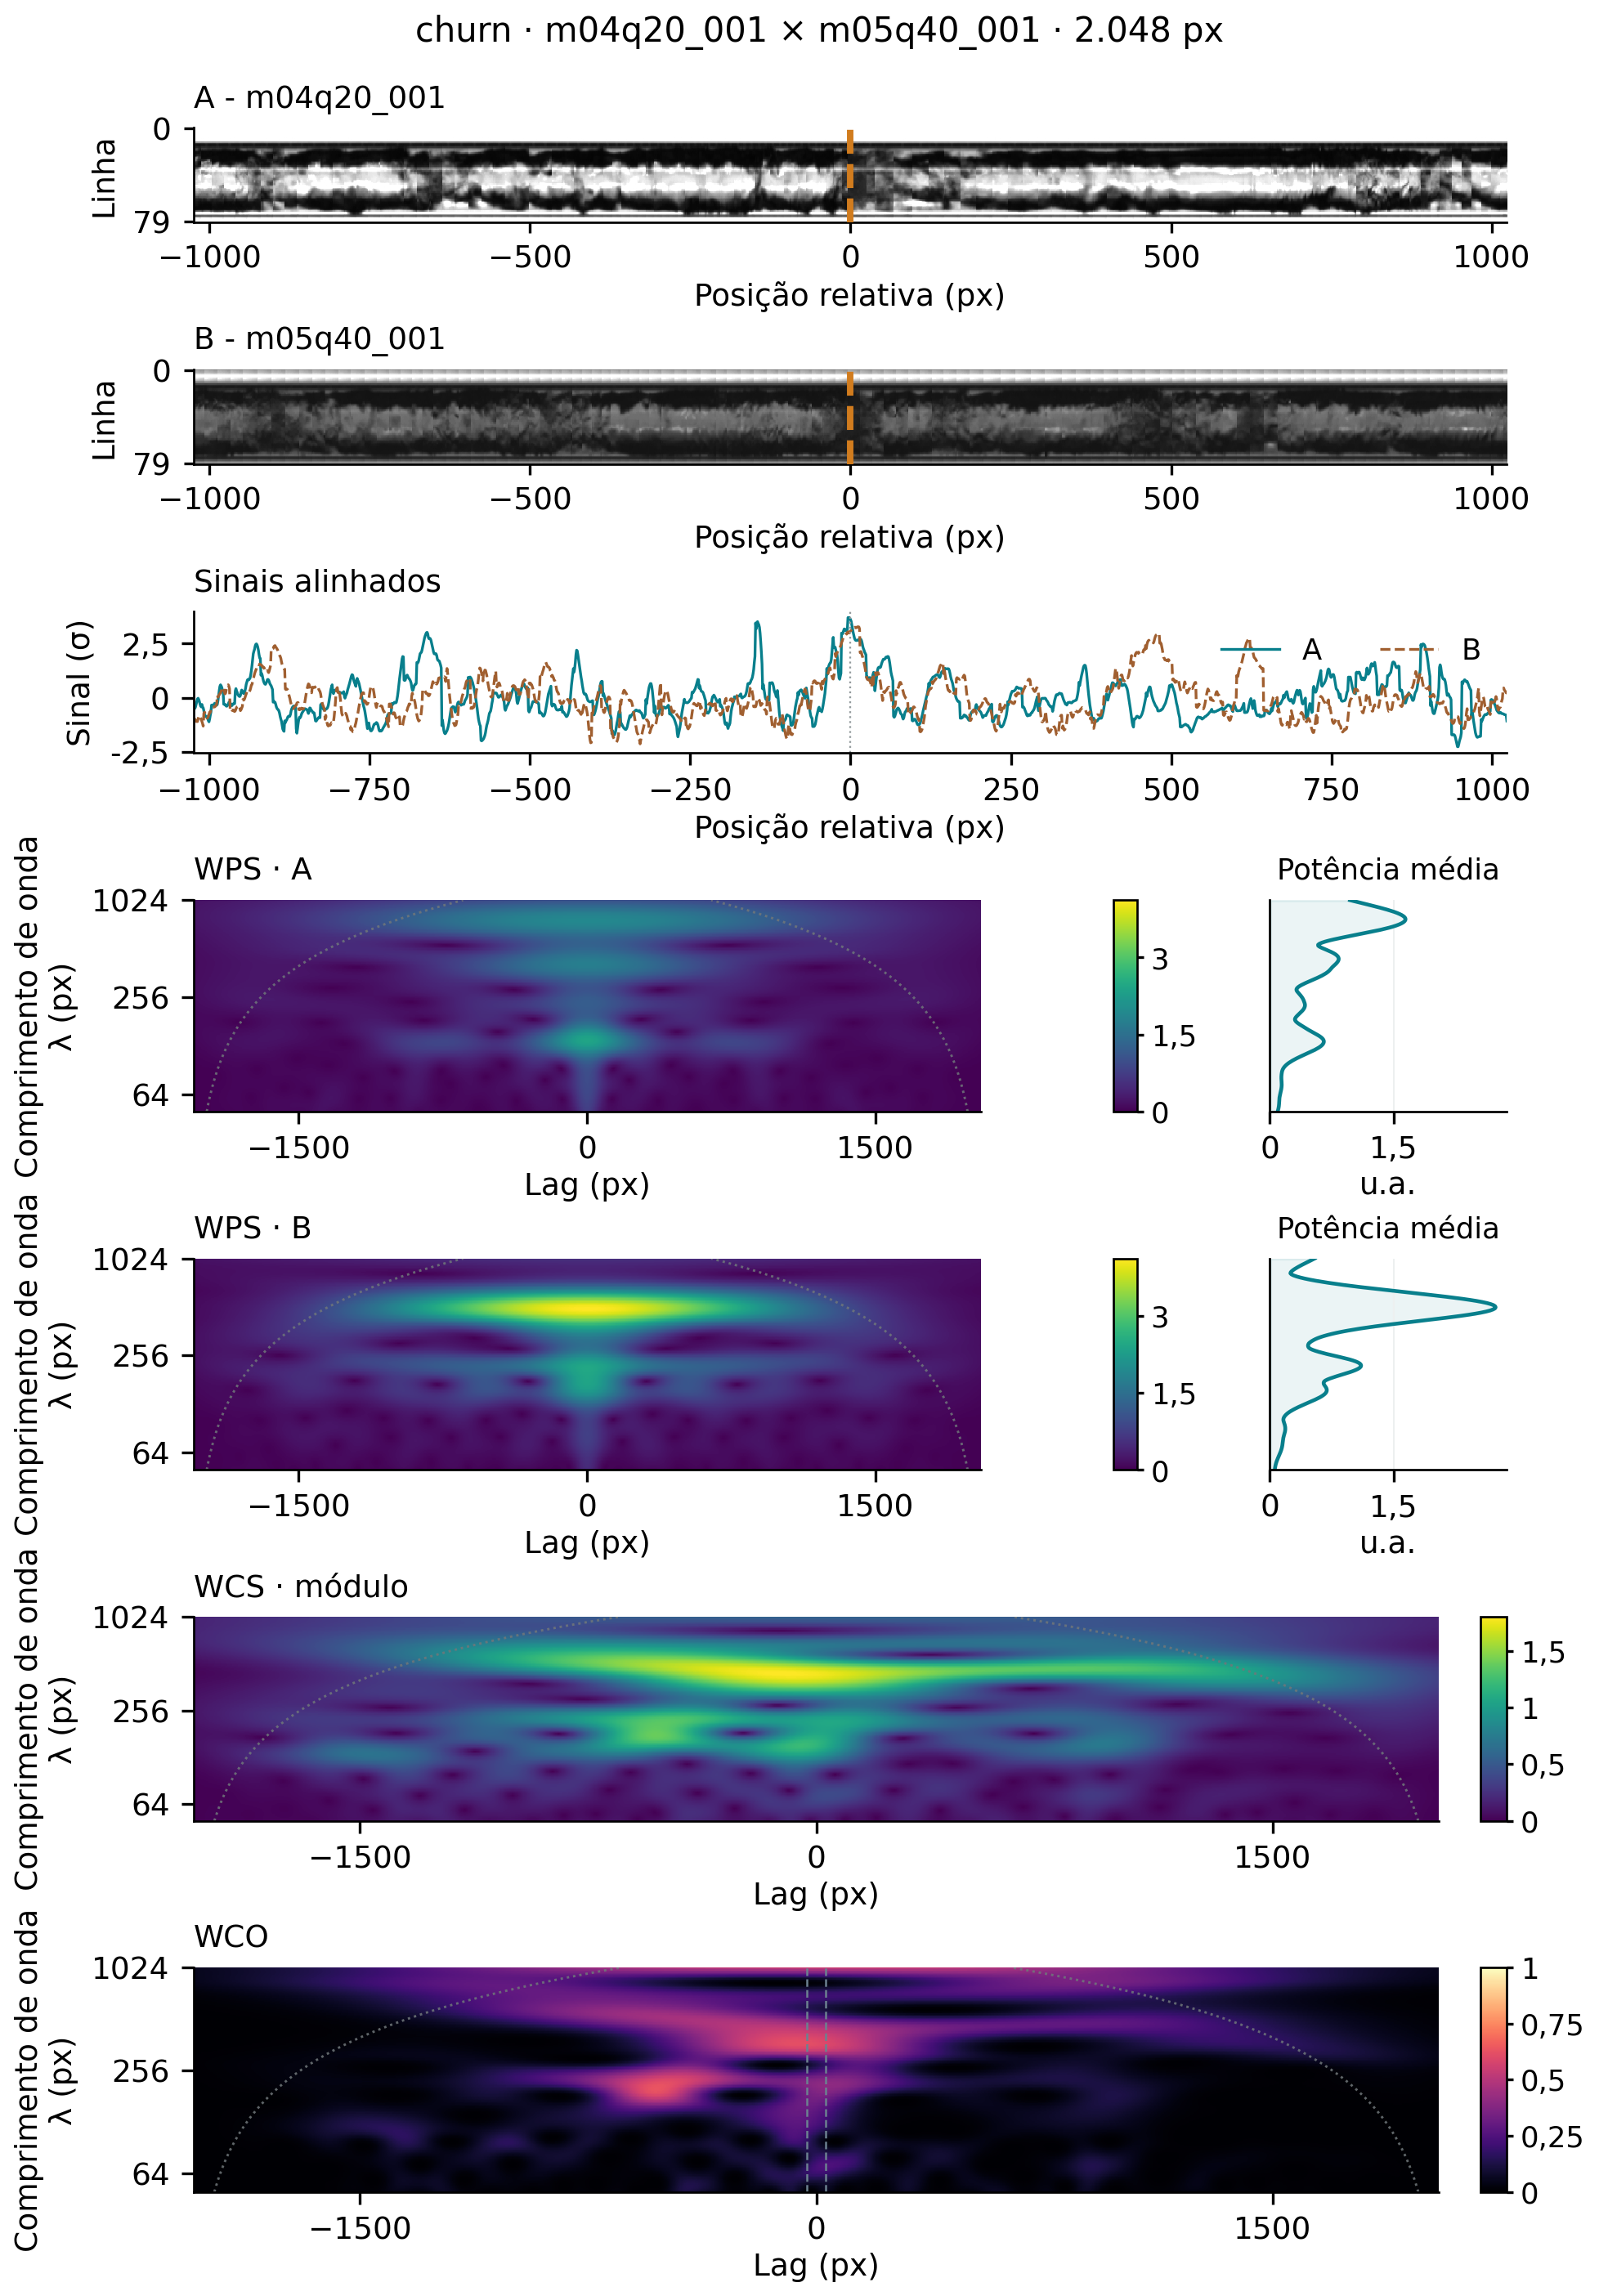 churn · m04q20_001 × m05q40_001 · 2.048 px
A - m04q20_001
Linha
0
79
−1000 −500 0 500 1000
Posição relativa (px)
B - m05q40_001
Linha
0
79
−1000 −500 0 500 1000
Posição relativa (px)
Sinais alinhados
Sinal (σ)
2,5
0
-2,5
A B
−1000 −750 −500 −250 0 250 500 750 1000
Posição relativa (px)
WPS · A
Comprimento de onda
λ (px)
1024
256
64
−1500 0 1500
Lag (px)
3
1,5
0
Potência média
0 1,5
u.a.
WPS · B
Comprimento de onda
λ (px)
1024
256
64
−1500 0 1500
Lag (px)
3
1,5
0
Potência média
0 1,5
u.a.
WCS · módulo
Comprimento de onda
λ (px)
1024
256
64
−1500 0 1500
Lag (px)
1,5
1
0,5
0
WCO
Comprimento de onda
λ (px)
1024
256
64
−1500 0 1500
Lag (px)
1
0,75
0,5
0,25
0